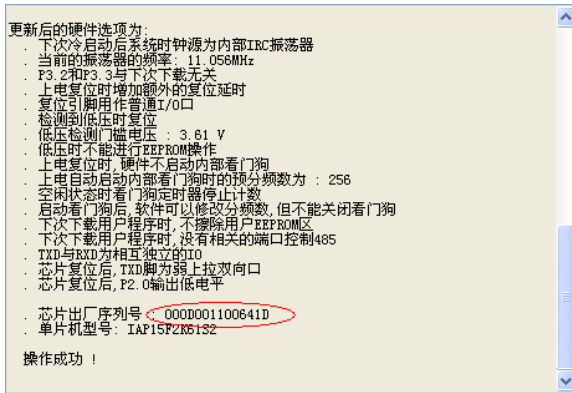 更新后的硬件选项为:
. 下次冷启动后系统时钟源为内部IRC振荡器
. 当前的振荡器的频率: 11.056MHz
. P3.2和P3.3与下次下载无关
. 上电复位时增加额外的复位延时
. 复位引脚用作普通I/O口
. 检测到低压时复位
. 低压检测门槛电压 : 3.61 V
. 低压时不能进行EEPROM操作
. 上电复位时,硬件不启动内部看门狗
. 上电自动启动内部看门狗时的预分频数为 : 256
. 空闲状态时看门狗定时器停止计数
. 启动看门狗后,软件可以修改分频数,但不能关闭看门狗
. 下次下载用户程序时,不擦除用户EEPROM区
. 下次下载用户程序时,没有相关的端口控制485
. TXD与RXD为相互独立的IO
. 芯片复位后,TXD脚为弱上拉双向口
. 芯片复位后,P2.0输出低电平
. 芯片出厂序列号 : 000D001100641D
. 单片机型号: IAP15F2K61S2
操作成功 !